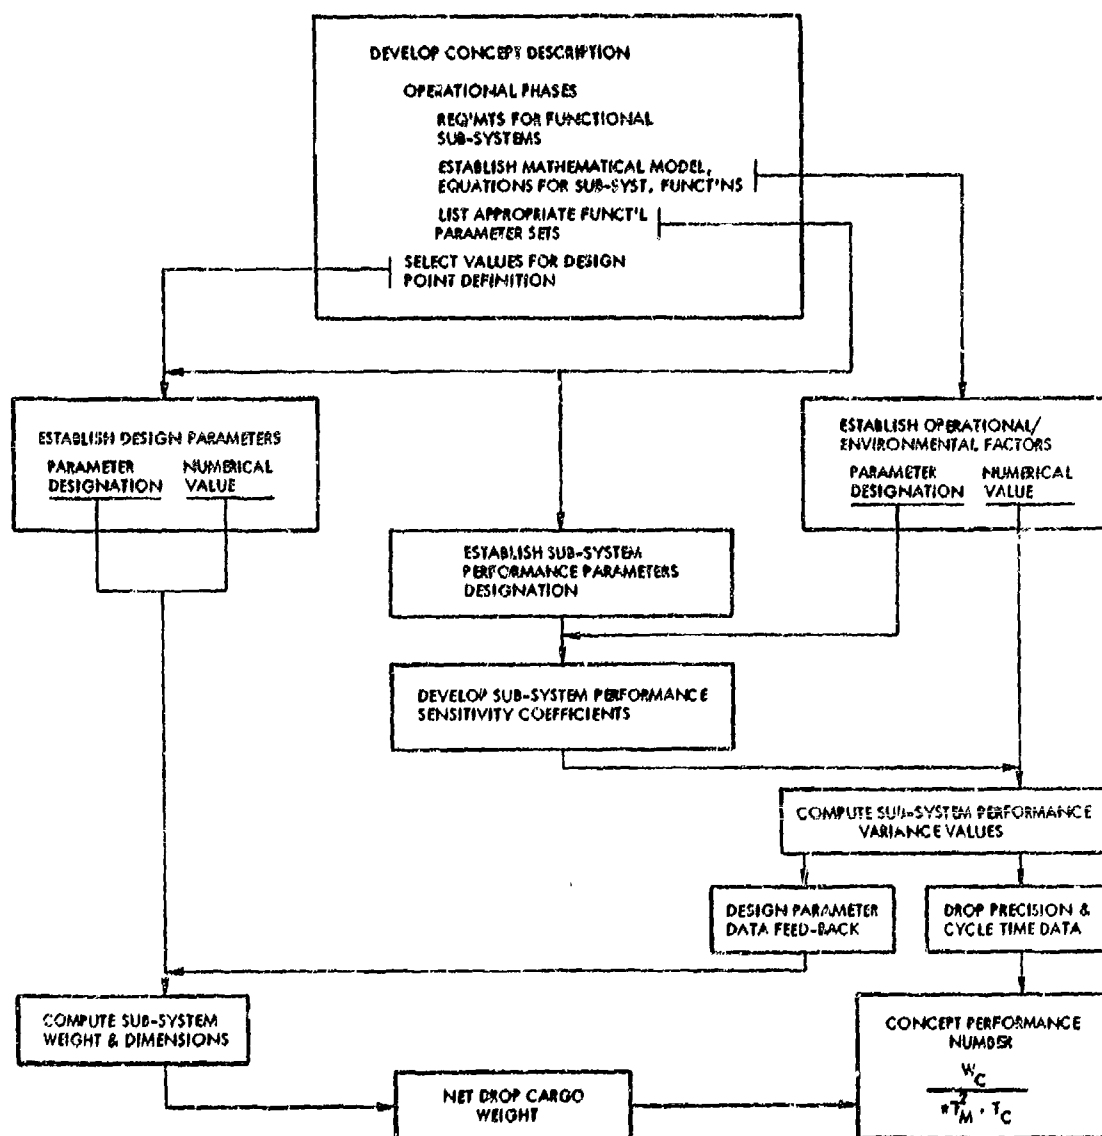 DEVELOP CONCEPT DESCRIPTION
OPERATIONAL PHASES
REQ'MTS FOR FUNCTIONAL
SUB-SYSTEMS
ESTABLISH MATHEMATICAL MODEL,
EQUATIONS FOR SUB-SYST. FUNCT'NS
LIST APPROPRIATE FUNCT'L
PARAMETER SETS
SELECT VALUES FOR DESIGN
POINT DEFINITION
ESTABLISH DESIGN PARAMETERS
PARAMETER DESIGNATION
NUMERICAL VALUE
ESTABLISH OPERATIONAL/
ENVIRONMENTAL FACTORS
PARAMETER DESIGNATION
NUMERICAL VALUE
ESTABLISH SUB-SYSTEM
PERFORMANCE PARAMETERS
DESIGNATION
DEVELOP SUB-SYSTEM PERFORMANCE
SENSITIVITY COEFFICIENTS
COMPUTE SUB-SYSTEM PERFORMANCE
VARIANCE VALUES
DESIGN PARAMETER
DATA FEED-BACK
DROP PRECISION &
CYCLE TIME DATA
COMPUTE SUB-SYSTEM
WEIGHT & DIMENSIONS
NET DROP CARGO
WEIGHT
CONCEPT PERFORMANCE
NUMBER
W_C
T_C